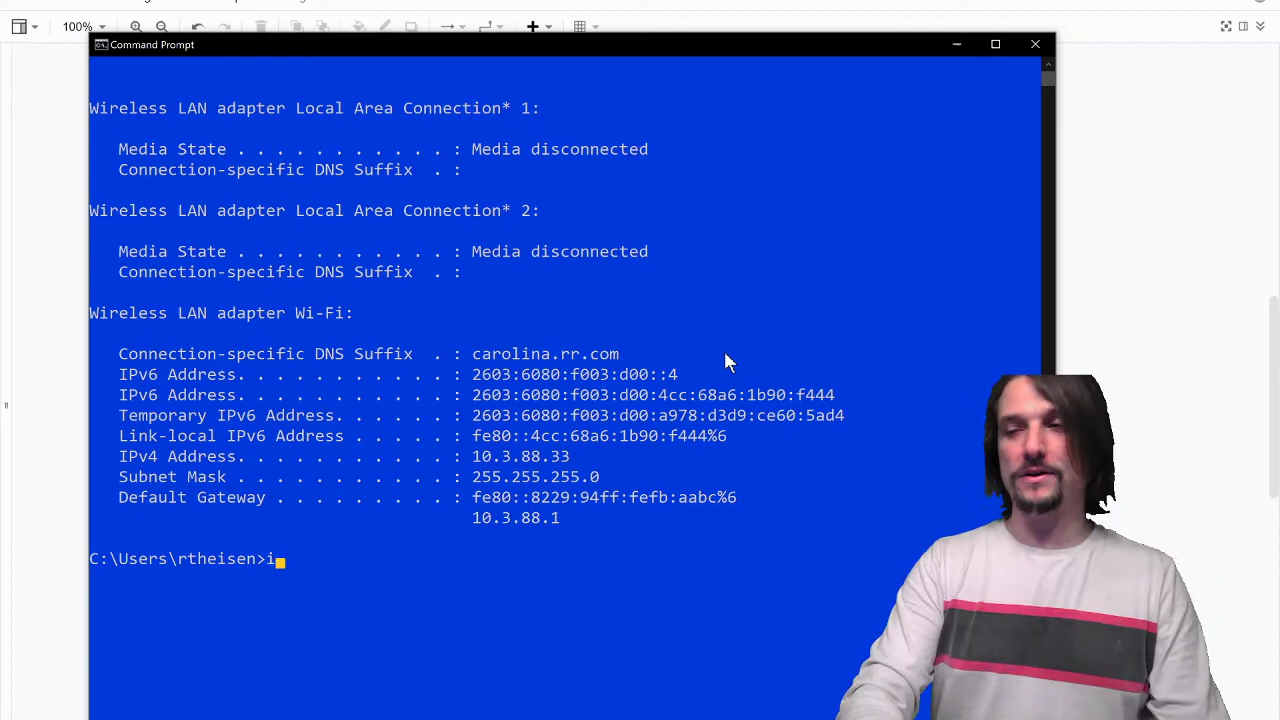 100%
Command Prompt
Wireless LAN adapter Local Area Connection* 1:
Media State . . . . . . . . . . . : Media disconnected
Connection-specific DNS Suffix . :
Wireless LAN adapter Local Area Connection* 2:
Media State . . . . . . . . . . . : Media disconnected
Connection-specific DNS Suffix . :
Wireless LAN adapter Wi-Fi:
Connection-specific DNS Suffix . : carolina.rr.com
IPv6 Address. . . . . . . . . . . : 2603:6080:f003:d00::4
IPv6 Address. . . . . . . . . . . : 2603:6080:f003:d00:4cc:68a6:1b90:f444
Temporary IPv6 Address. . . . . . : 2603:6080:f003:d00:a978:d3d9:ce60:5ad4
Link-local IPv6 Address . . . . . : fe80::4cc:68a6:1b90:f444%6
IPv4 Address. . . . . . . . . . . : 10.3.88.33
Subnet Mask . . . . . . . . . . . : 255.255.255.0
Default Gateway . . . . . . . . . : fe80::8229:94ff:fefb:aabc%6
10.3.88.1
C:\Users\rtheisen>i